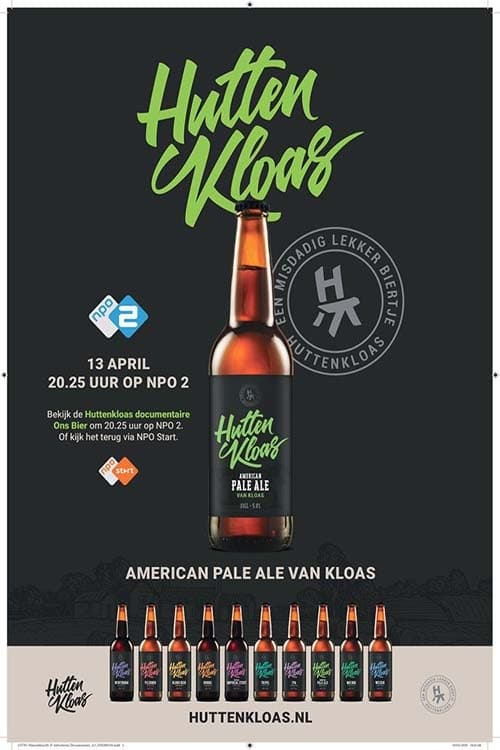 Hutten
Kloas
EEN MISDADIG LEKKER BIERTJE
HUTTENKLOAS
npo 2
13 APRIL
20.25 UUR OP NPO 2
Bekijk de Huttenkloas documentaire
Ons Bier om 20.25 uur op NPO 2.
Of kijk het terug via NPO Start.
npo start
Hutten
Kloas
AMERICAN
PALE ALE
VAN KLOAS
AMERICAN PALE ALE VAN KLOAS
Hutten
Kloas
HUTTENKLOAS.NL